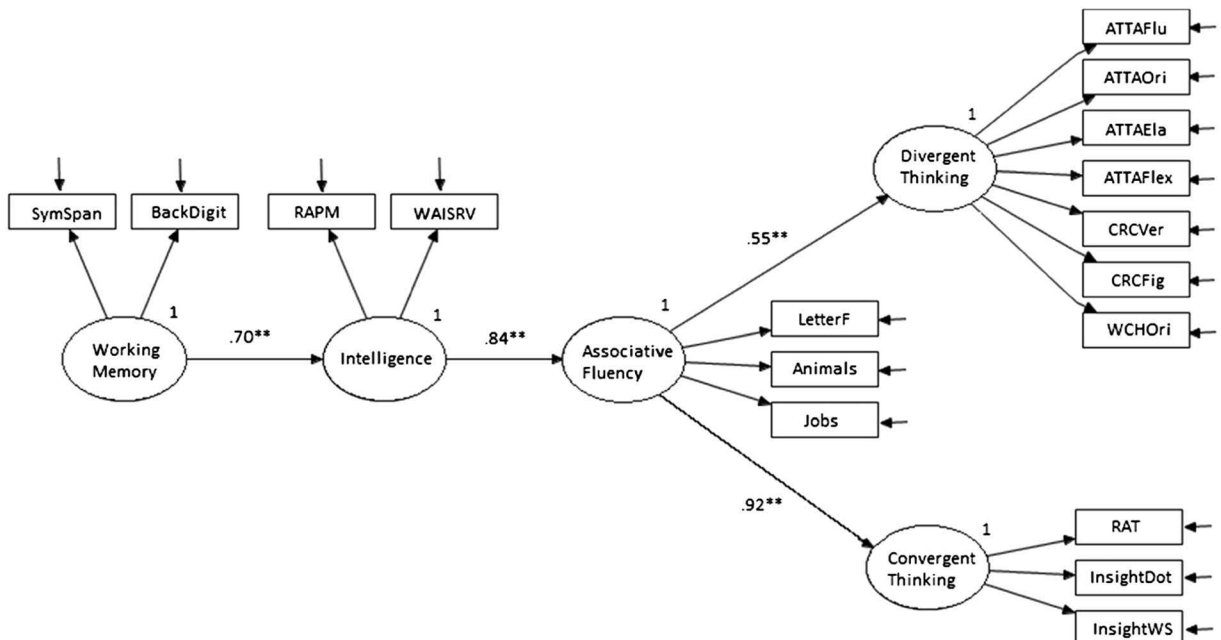 ATTAFlu
ATTAOri
1
ATTAEla
Divergent
Thinking
ATTAFlex
SymSpan
BackDigit
RAPM
WAISRV
CRCVer
.55**
CRCFig
1
1
1
LetterF
WCHOri
Working
Memory
.70**
Intelligence
.84**
Associative
Fluency
Animals
Jobs
.92**
1
RAT
Convergent
Thinking
InsightDot
InsightWS